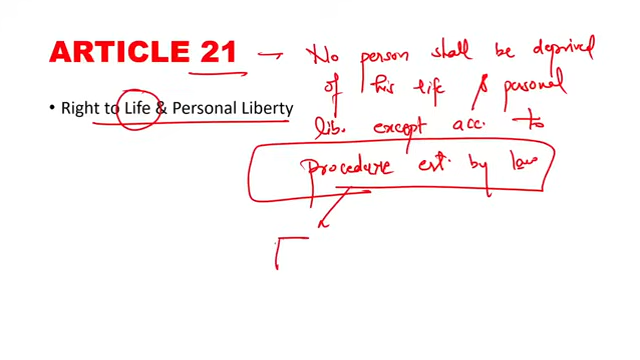 ARTICLE 21 - No person shall be deprived
of his life & personal
• Right to Life & Personal Liberty
lib. except acc. to
procedure est. by law